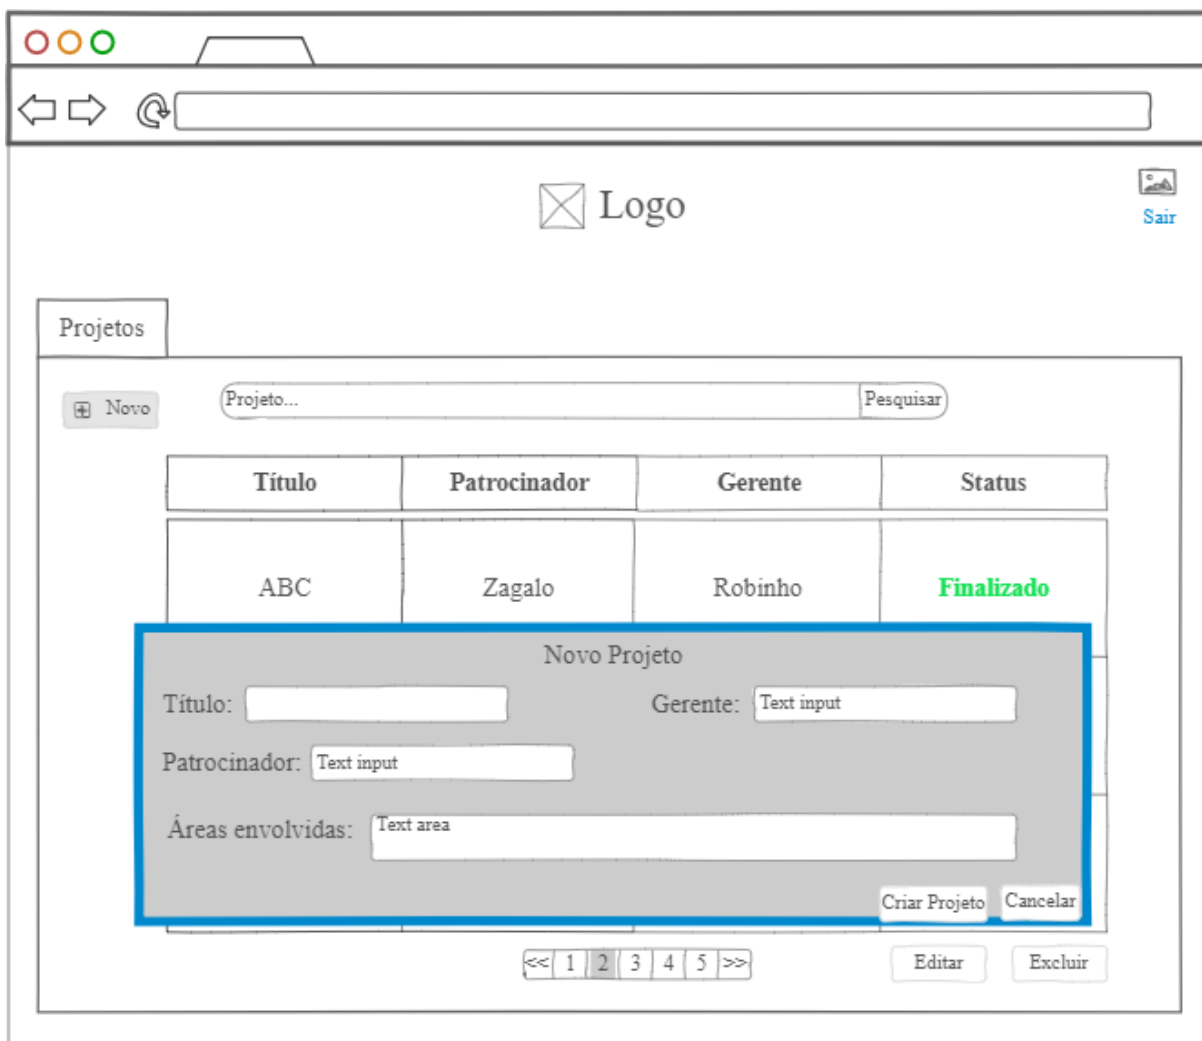 Logo
Sair
Projetos
Novo
Projeto... Pesquisar
Título Patrocinador Gerente Status
ABC Zagalo Robinho Finalizado
Novo Projeto
Título: Gerente: Text input
Patrocinador: Text input
Áreas envolvidas: Text area
Criar Projeto Cancelar
<< 1 2 3 4 5 >> Editar Excluir